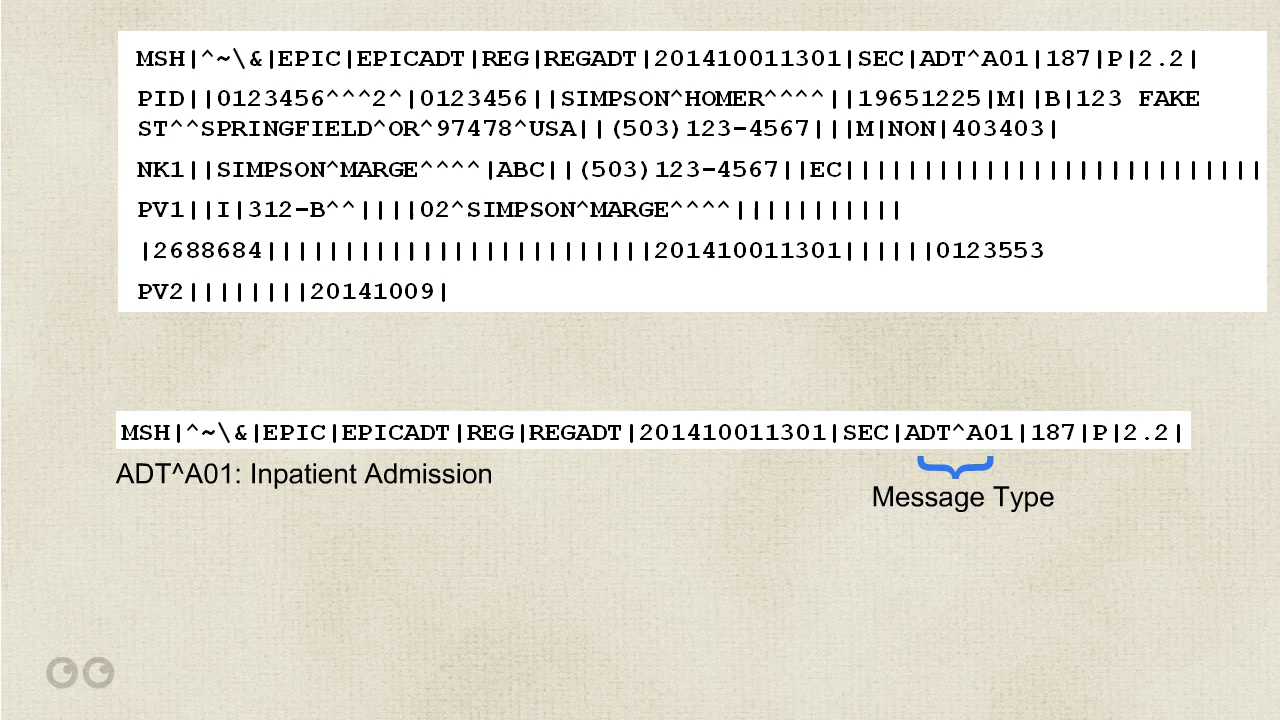 MSH|^~\&|EPIC|EPICADT|REG|REGADT|201410011301|SEC|ADT^A01|187|P|2.2|
PID||0123456^^^2^|0123456||SIMPSON^HOMER^^^^||19651225|M||B|123 FAKE
ST^^SPRINGFIELD^OR^97478^USA||(503)123-4567|||M|NON|403403|
NK1||SIMPSON^MARGE^^^^|ABC||(503)123-4567||EC|||||||||||||||||||||||||||
PV1||I|312-B^^||||02^SIMPSON^MARGE^^^^|||||||||||
|2688684|||||||||||||||||||||||||201410011301||||||0123553
PV2||||||||20141009|
MSH|^~\&|EPIC|EPICADT|REG|REGADT|201410011301|SEC|ADT^A01|187|P|2.2|
ADT^A01: Inpatient Admission
Message Type